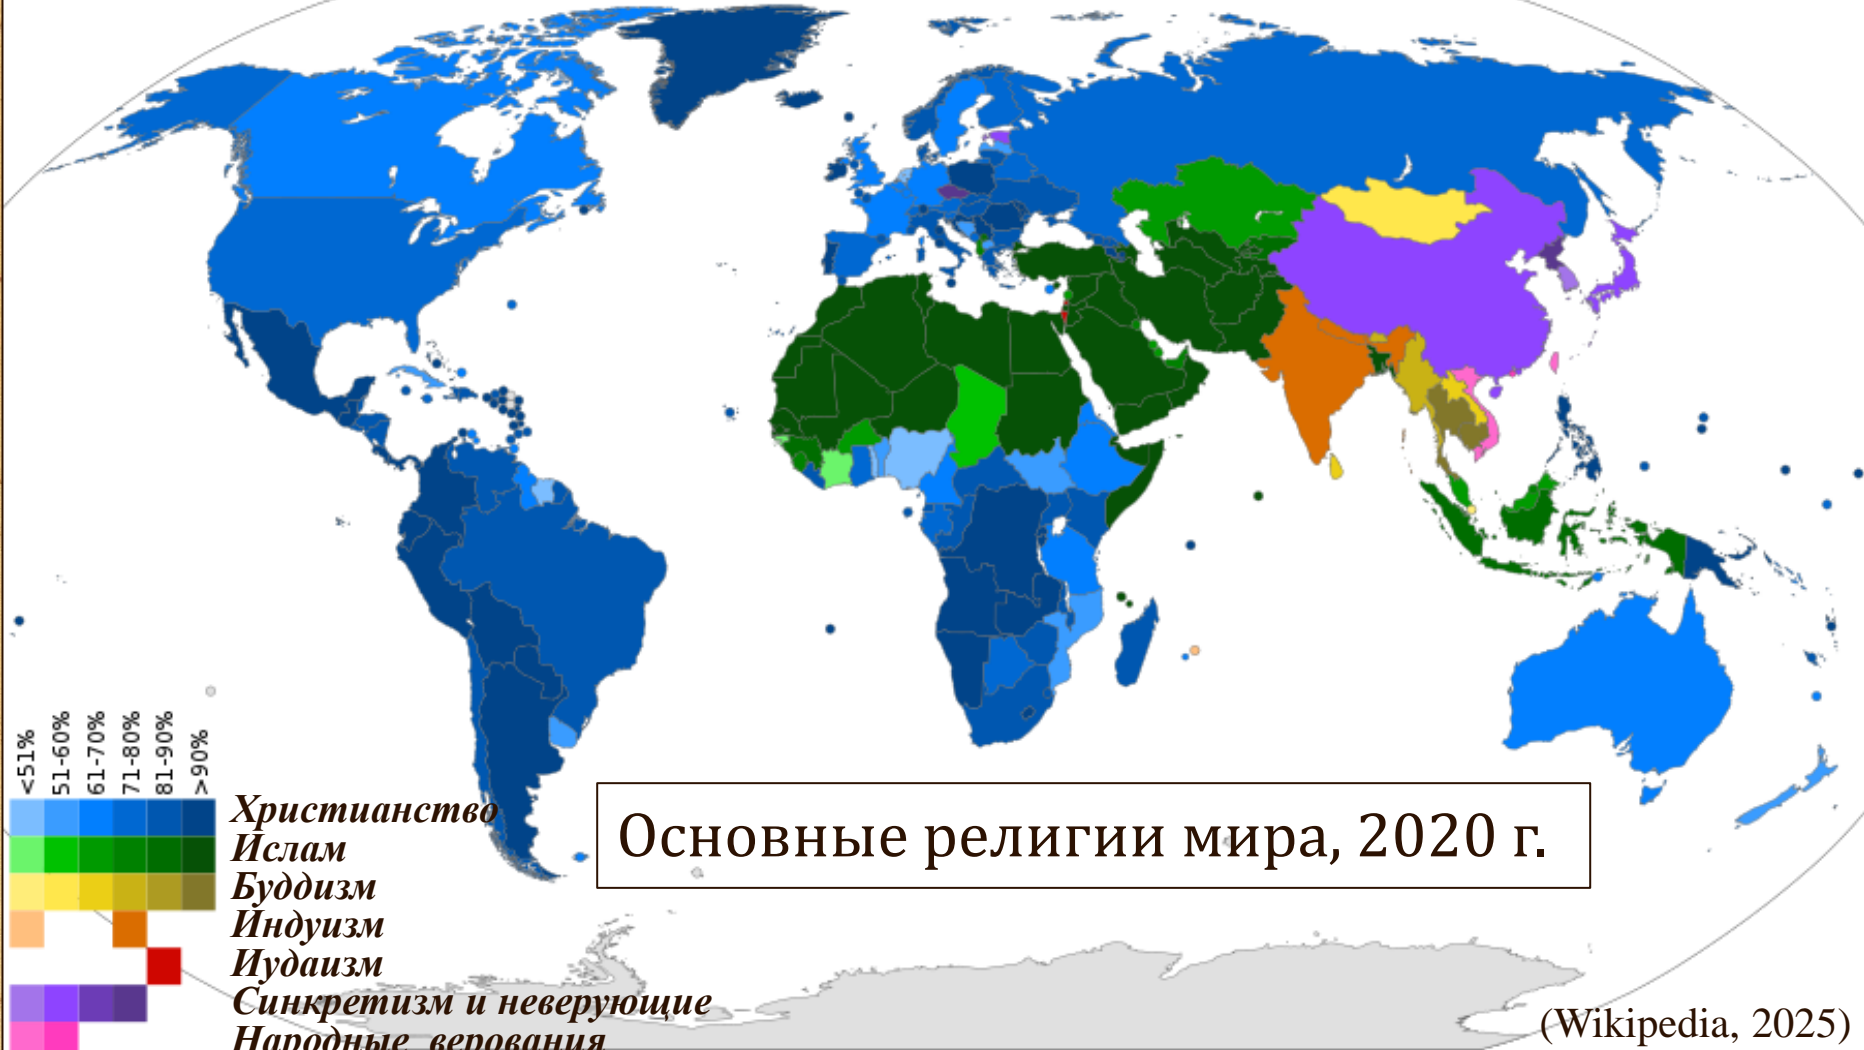 <51%
51-60%
61-70%
71-80%
81-90%
>90%
Христианство
Ислам
Буддизм
Индуизм
Иудаизм
Синкретизм и неверующие
Народные верования
Основные религии мира, 2020 г.
(Wikipedia, 2025)